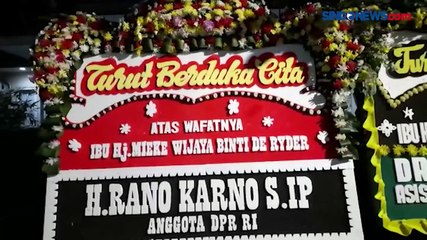 SINDONEWS.com
Turut Berduka Cita
ATAS WAFATNYA
IBU Hj.MIEKE WIJAYA BINTI DE RYDER
H.RANO KARNO S.IP
ANGGOTA DPR RI
IBU H